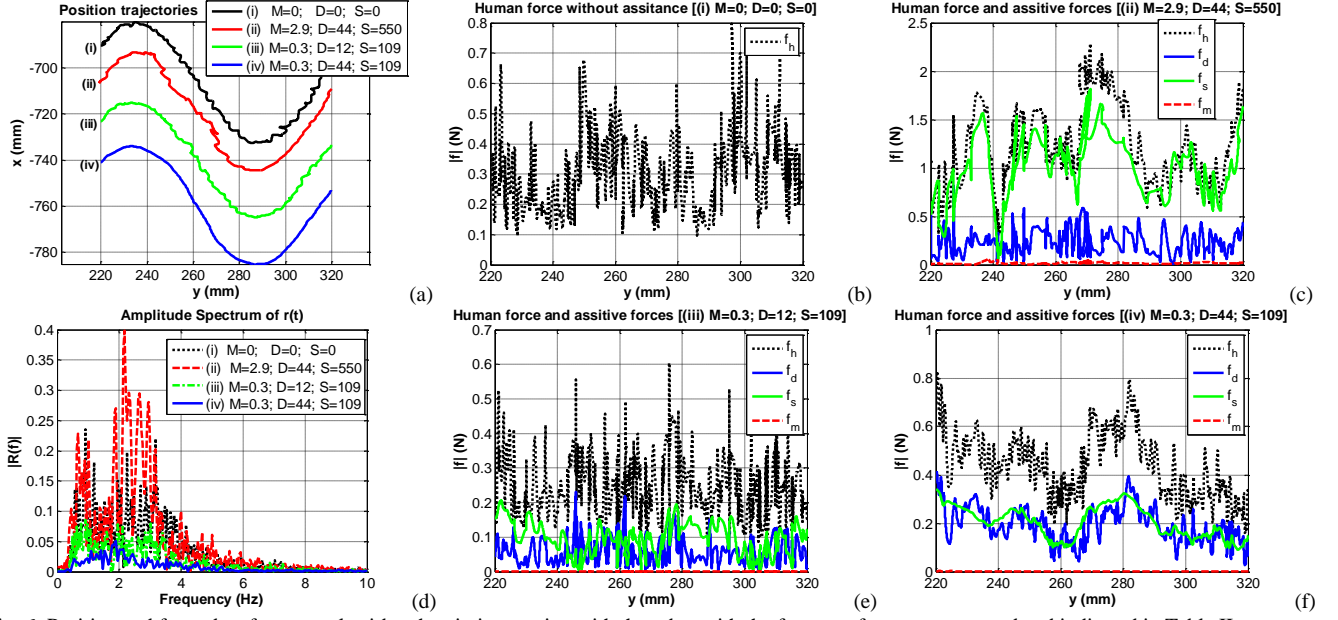 Position trajectories
(i) M=0; D=0; S=0
(ii) M=2.9; D=44; S=550
(iii) M=0.3; D=12; S=109
(iv) M=0.3; D=44; S=109
(i)
(ii)
(iii)
(iv)
-700
-720
-740
-760
-780
x (mm)
220 240 260 280 300 320
y (mm)
(a)
Human force without assitance [(i) M=0; D=0; S=0]
f_h
0.8
0.7
0.6
0.5
0.4
0.3
0.2
0.1
0
|f| (N)
220 240 260 280 300 320
y (mm)
(b)
Human force and assitive forces [(ii) M=2.9; D=44; S=550]
f_h
f_d
f_s
f_m
2.5
2
1.5
1
0.5
0
|f| (N)
220 240 260 280 300 320
y (mm)
(c)
Amplitude Spectrum of r(t)
(i) M=0; D=0; S=0
(ii) M=2.9; D=44; S=550
(iii) M=0.3; D=12; S=109
(iv) M=0.3; D=44; S=109
0.4
0.35
0.3
0.25
0.2
0.15
0.1
0.05
0
|R(f)|
0 2 4 6 8 10
Frequency (Hz)
(d)
Human force and assitive forces [(iii) M=0.3; D=12; S=109]
f_h
f_d
f_s
f_m
0.7
0.6
0.5
0.4
0.3
0.2
0.1
0
|f| (N)
220 240 260 280 300 320
y (mm)
(e)
Human force and assitive forces [(iv) M=0.3; D=44; S=109]
f_h
f_d
f_s
f_m
1
0.8
0.6
0.4
0.2
0
|f| (N)
220 240 260 280 300 320
y (mm)
(f)